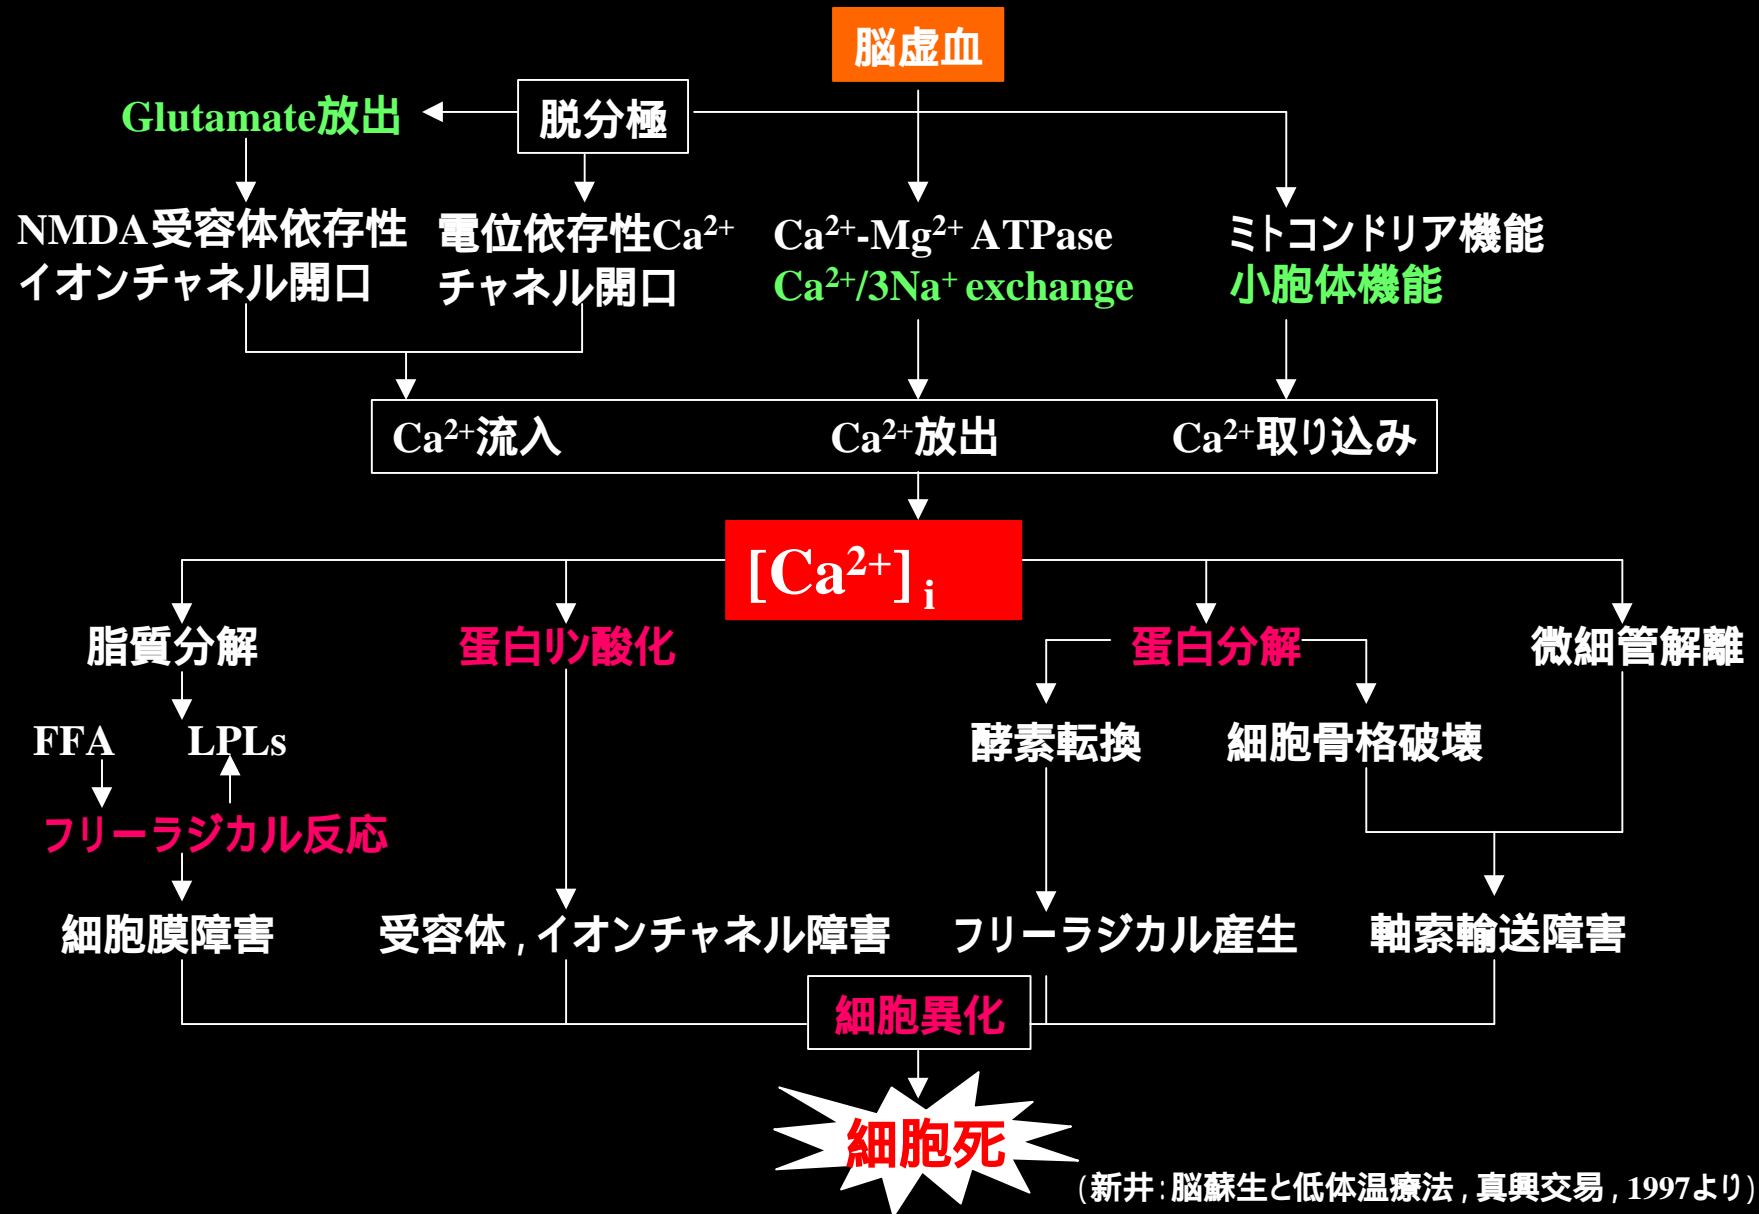 脳虚血
Glutamate放出
脱分極
NMDA受容体依存性
イオンチャネル開口
電位依存性Ca²⁺
チャネル開口
Ca²⁺-Mg²⁺ ATPase
Ca²⁺/3Na⁺ exchange
ミトコンドリア機能
小胞体機能
Ca²⁺流入
Ca²⁺放出
Ca²⁺取り込み
[Ca²⁺]i
脂質分解
蛋白リン酸化
蛋白分解
微細管解離
FFA
LPLs
酵素転換
細胞骨格破壊
フリーラジカル反応
細胞膜障害
受容体，イオンチャネル障害
フリーラジカル産生
軸索輸送障害
細胞異化
細胞死
（新井：脳蘇生と低体温療法，真興交易，1997より）